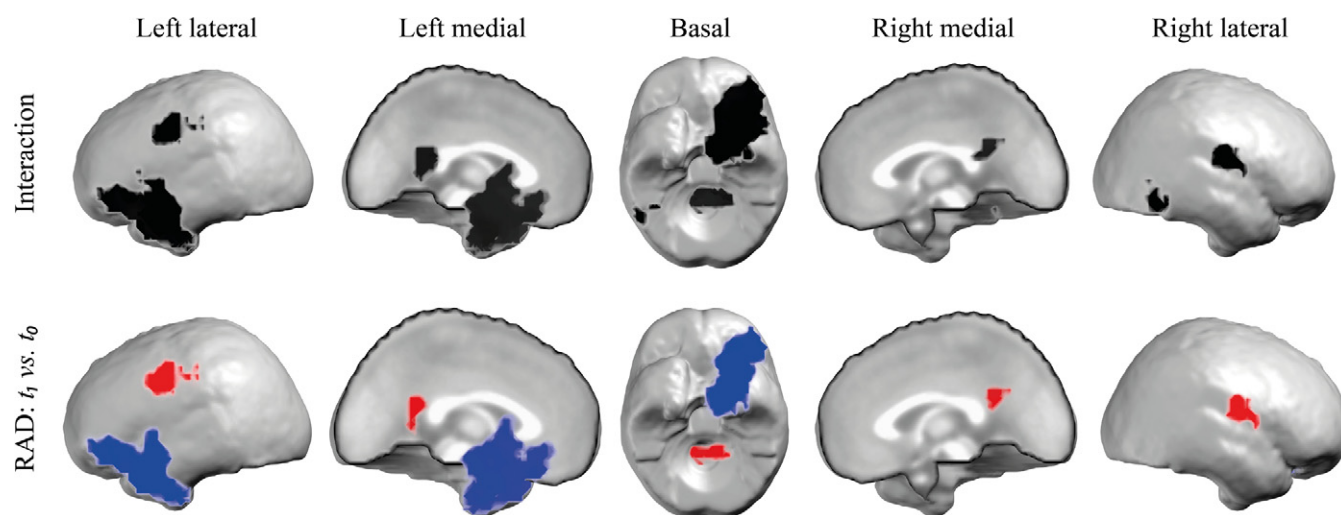 Left lateral
Left medial
Basal
Right medial
Right lateral
Interaction
RAD: t₁ vs. t₀